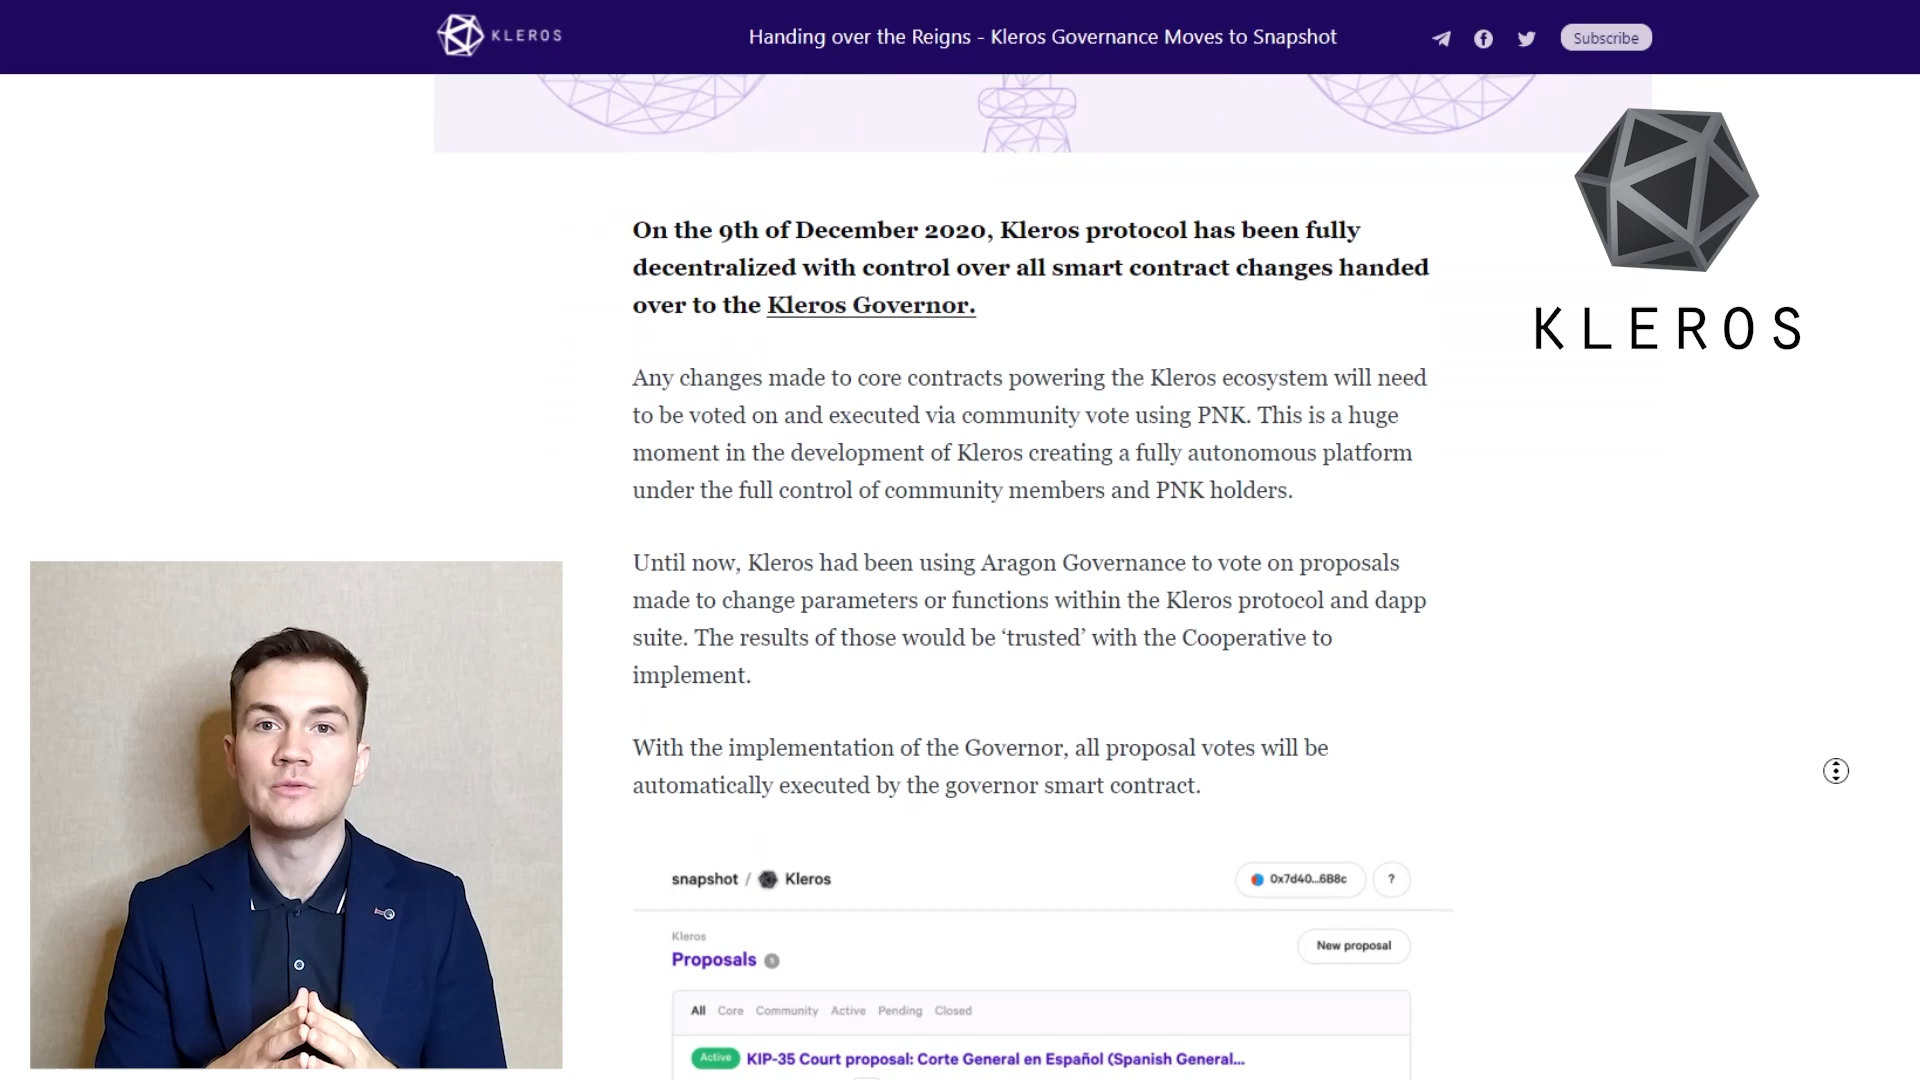 KLEROS
Handing over the Reigns - Kleros Governance Moves to Snapshot
Subscribe
KLEROS
On the 9th of December 2020, Kleros protocol has been fully
decentralized with control over all smart contract changes handed
over to the Kleros Governor.
Any changes made to core contracts powering the Kleros ecosystem will need
to be voted on and executed via community vote using PNK. This is a huge
moment in the development of Kleros creating a fully autonomous platform
under the full control of community members and PNK holders.
Until now, Kleros had been using Aragon Governance to vote on proposals
made to change parameters or functions within the Kleros protocol and dapp
suite. The results of those would be ‘trusted’ with the Cooperative to
implement.
With the implementation of the Governor, all proposal votes will be
automatically executed by the governor smart contract.
snapshot / Kleros
0x7d40...6B8c
?
Kleros
Proposals
New proposal
All Core Community Active Pending Closed
Active KIP-35 Court proposal: Corte General en Español (Spanish General...